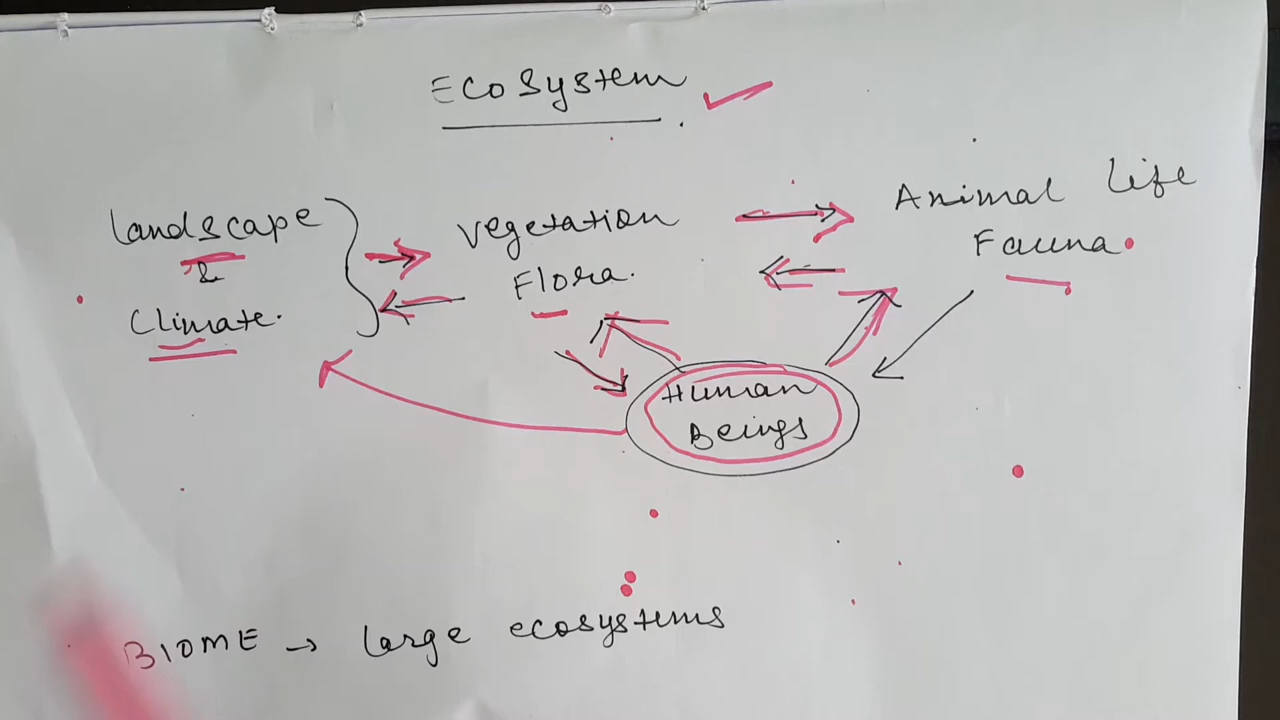 Ecosystem
Landscape
&
Climate.
Vegetation
Flora.
Animal life
Fauna.
Human
Beings
BIOME → large ecosystems